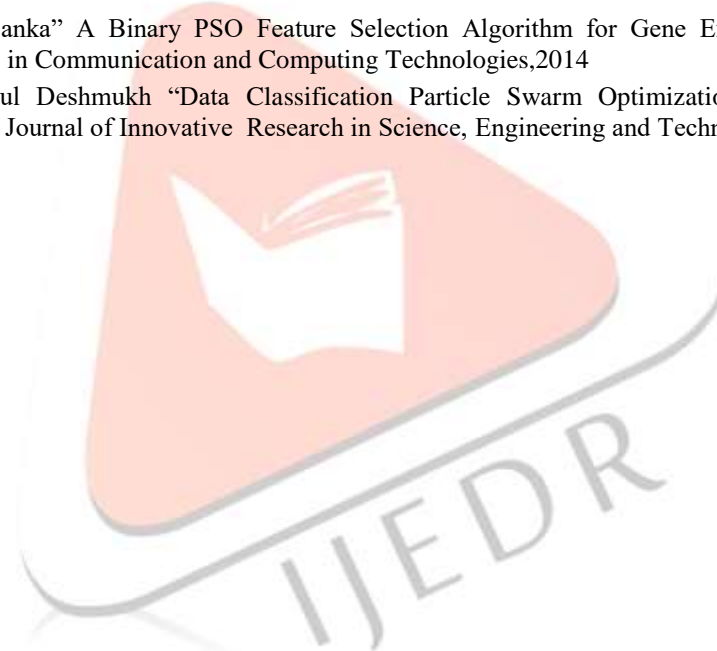 anka” A Binary PSO Feature Selection Algorithm for Gene E
in Communication and Computing Technologies,2014
ul Deshmukh “Data Classification Particle Swarm Optimizatio
Journal of Innovative Research in Science, Engineering and Techn
IJEDR